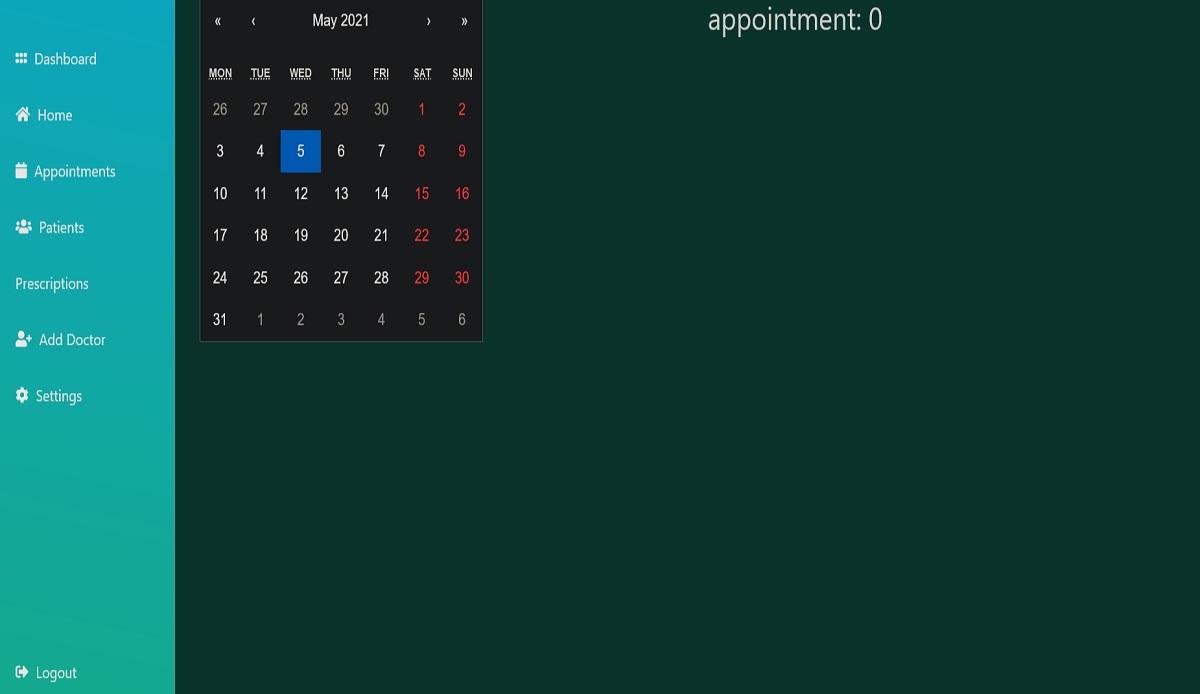 Dashboard
Home
Appointments
Patients
Prescriptions
Add Doctor
Settings
Logout
« ‹ May 2021 › »
MON TUE WED THU FRI SAT SUN
26 27 28 29 30 1 2
3 4 5 6 7 8 9
10 11 12 13 14 15 16
17 18 19 20 21 22 23
24 25 26 27 28 29 30
31 1 2 3 4 5 6
appointment: 0